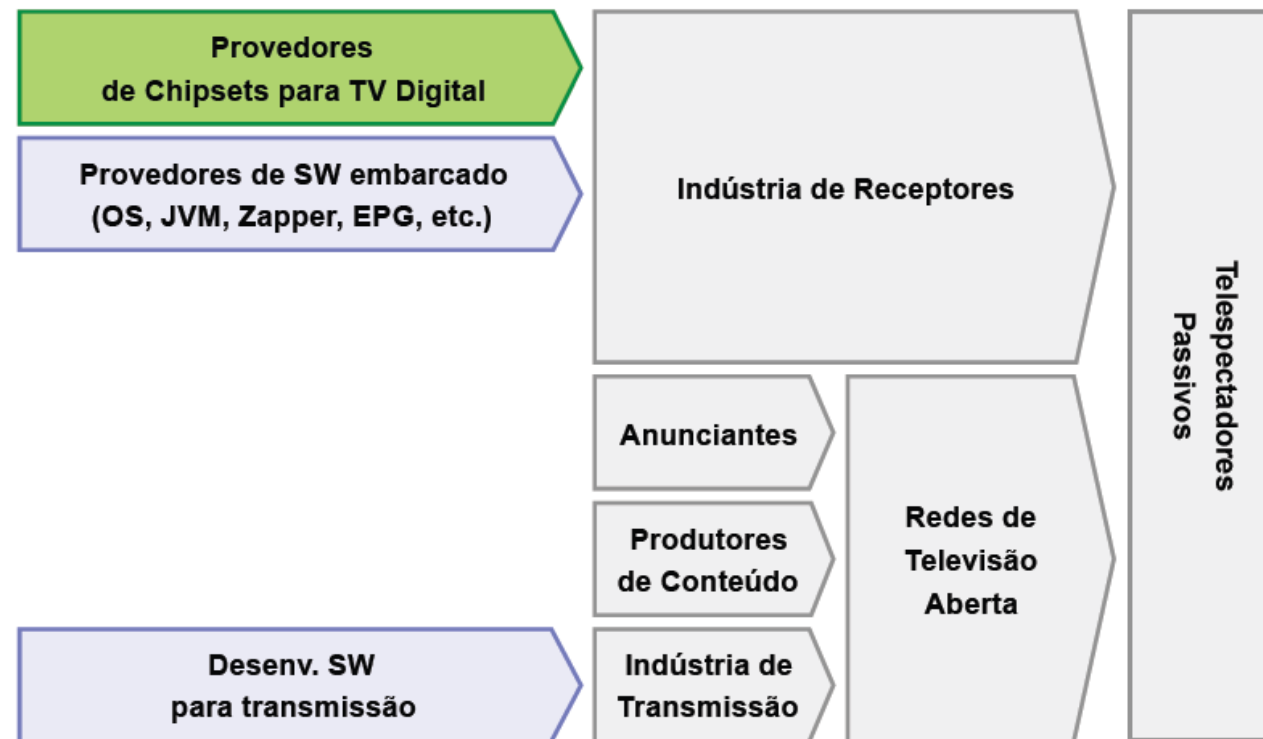 Provedores
de Chipsets para TV Digital
Provedores de SW embarcado
(OS, JVM, Zapper, EPG, etc.)
Indústria de Receptores
Anunciantes
Produtores
de Conteúdo
Desenv. SW
para transmissão
Indústria de
Transmissão
Redes de
Televisão
Aberta
Telespectadores
Passivos